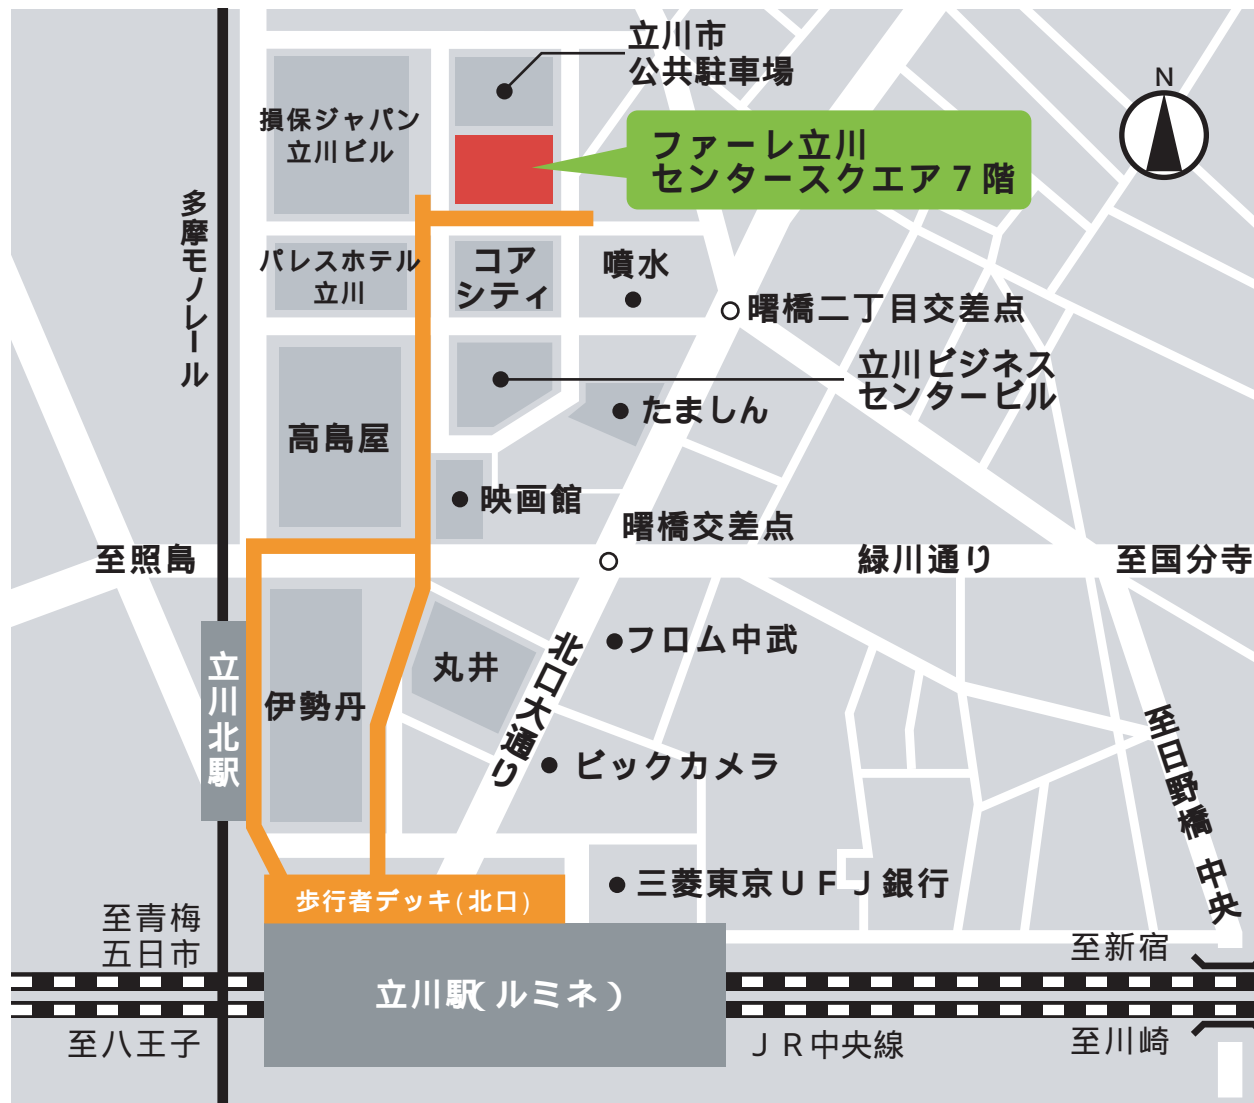 立川市
公共駐車場
N
損保ジャパン
立川ビル
ファーレ立川
センタースクエア７階
多摩モノレール
パレスホテル
立川
コア
シティ
噴水
曙橋二丁目交差点
立川ビジネス
センタービル
たましん
高島屋
映画館
曙橋交差点
至照島
緑川通り
至国分寺
フロム中武
丸井
北口大通り
立川北駅
伊勢丹
ビックカメラ
至日野橋
中央
三菱東京ＵＦＪ銀行
歩行者デッキ(北口)
至青梅
五日市
至新宿
立川駅(ルミネ)
至八王子
ＪＲ中央線
至川崎